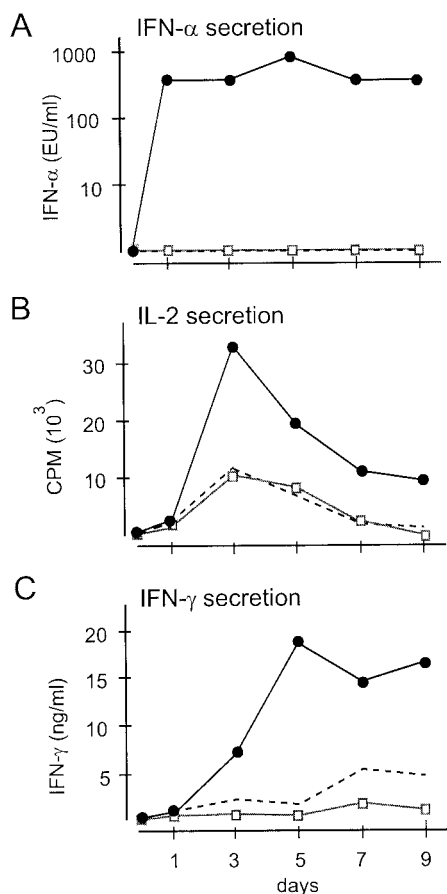 A
IFN-α secretion
1000
100
10
IFN-α (EU/ml)
B
IL-2 secretion
30
20
10
CPM (10³)
C
IFN-γ secretion
20
15
10
5
IFN-γ (ng/ml)
1 3 5 7 9
days